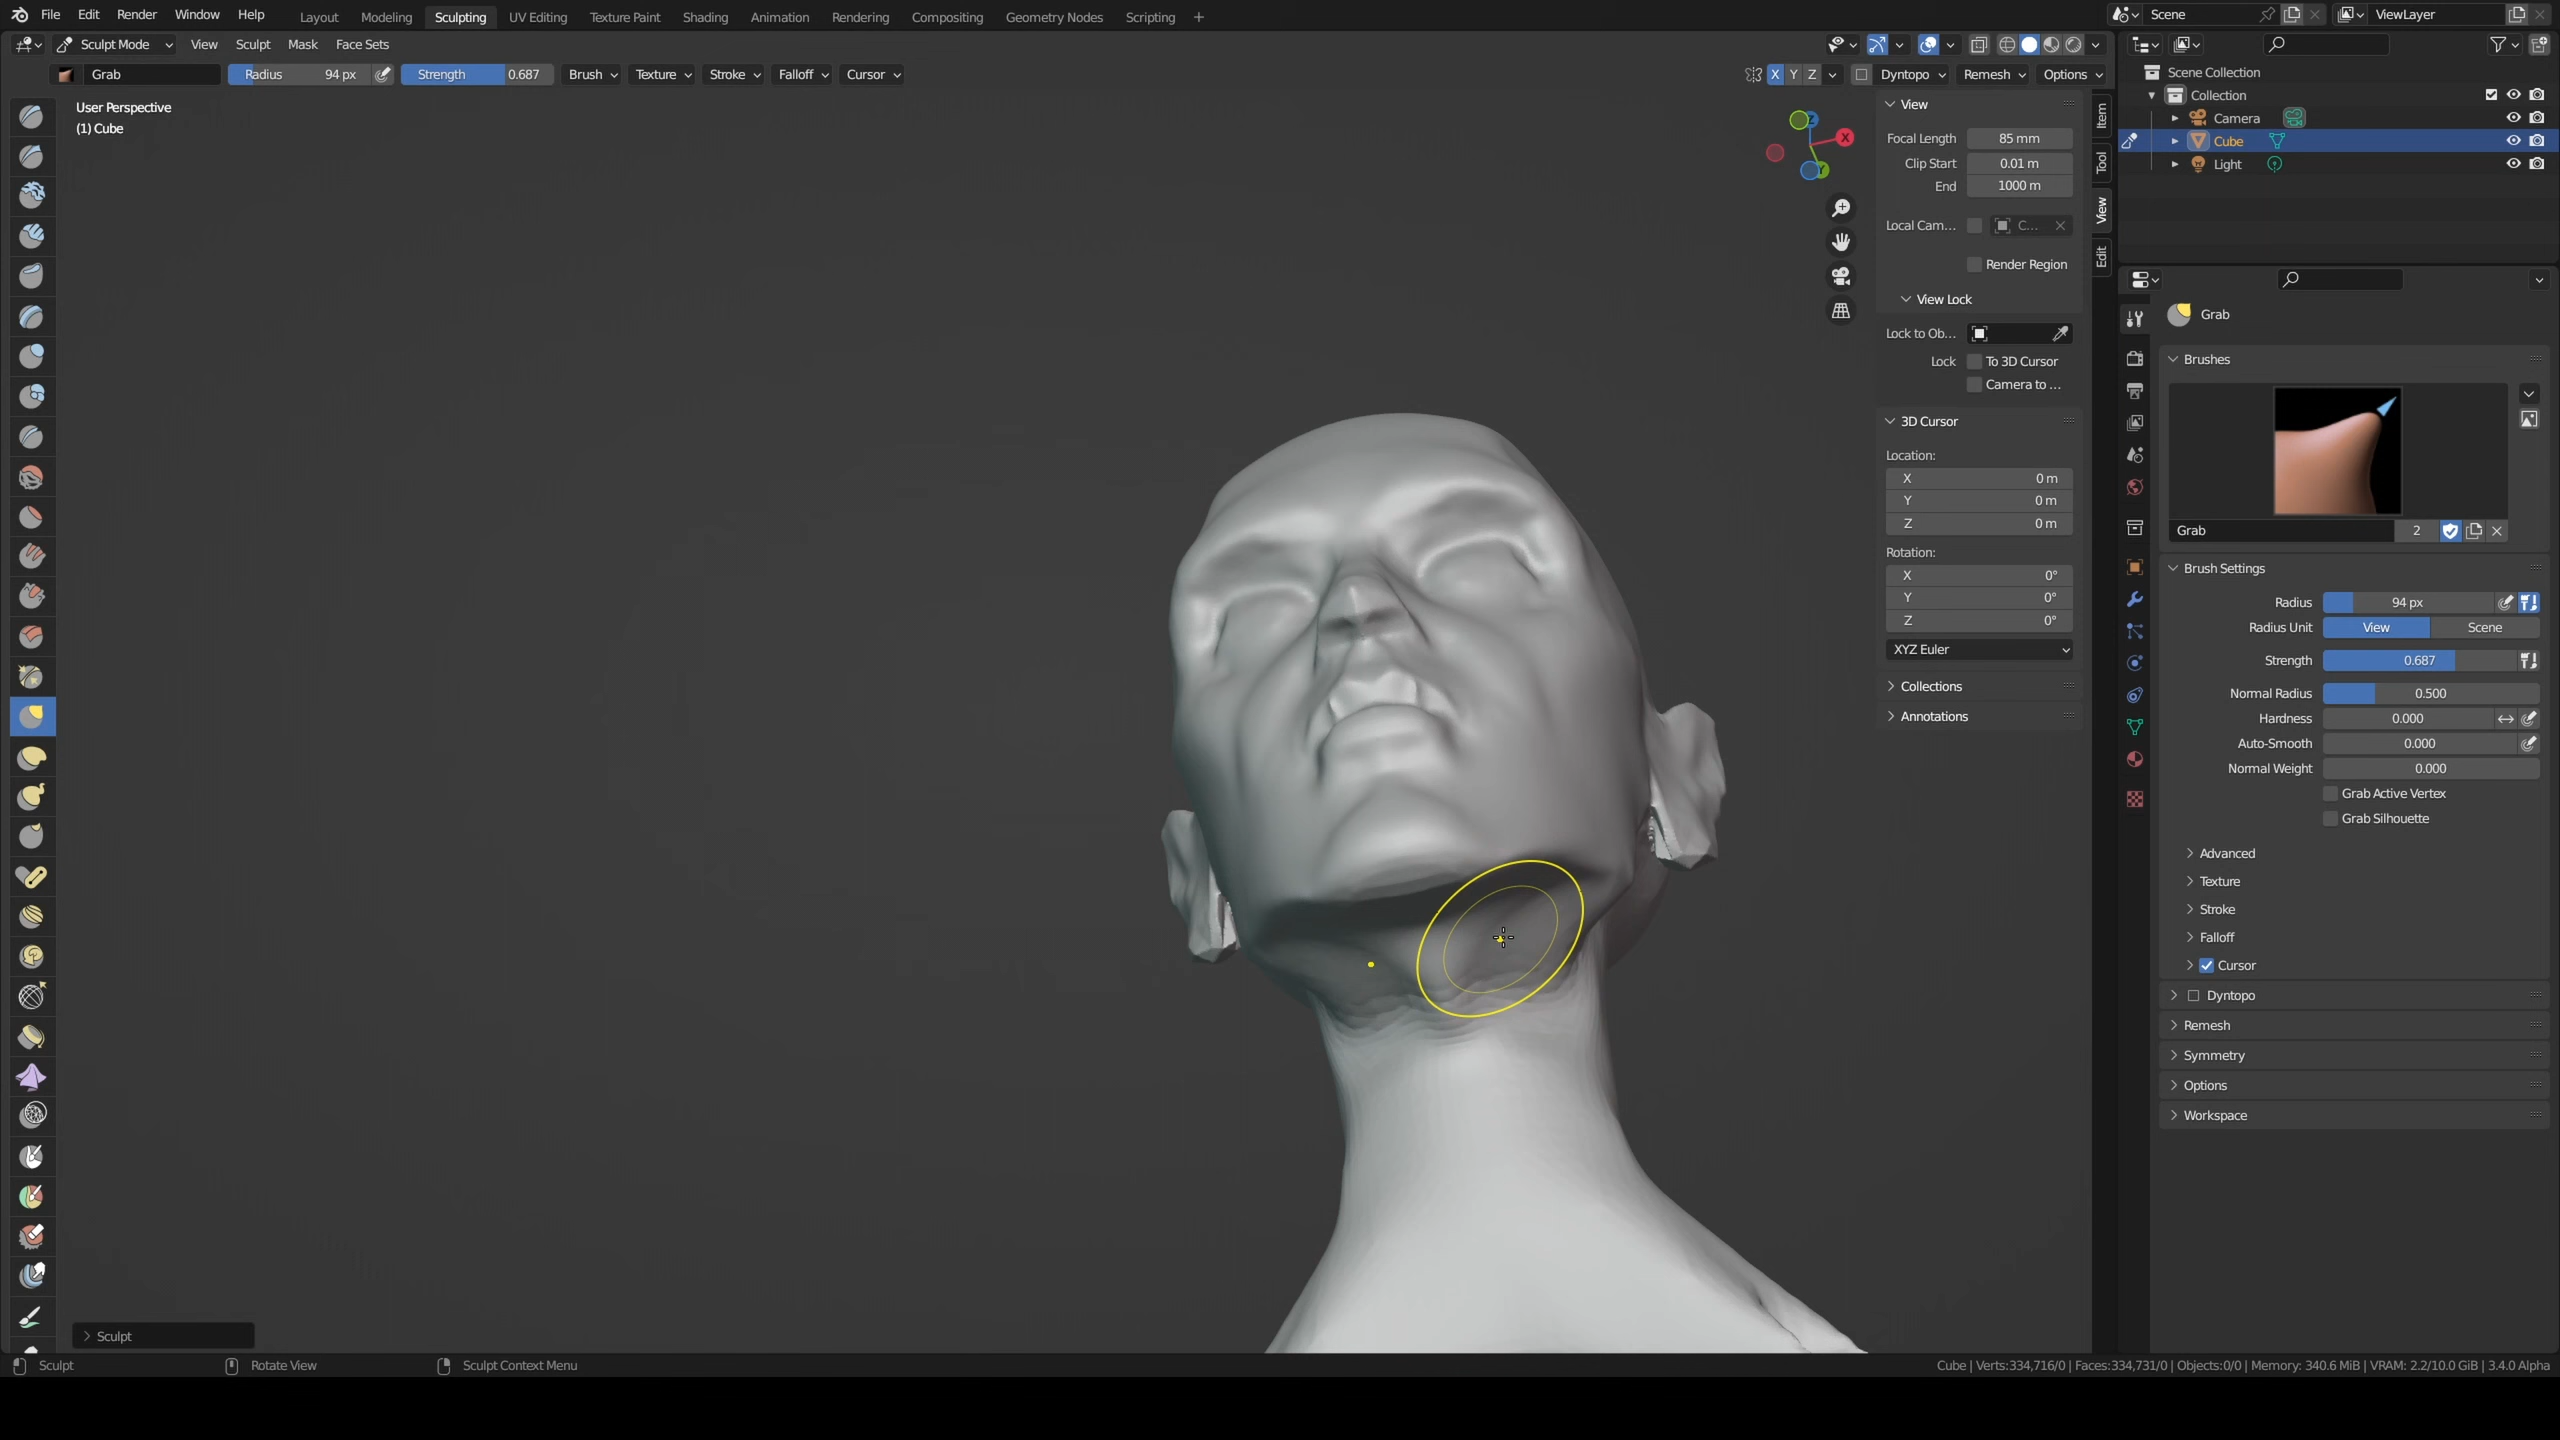 File Edit Render Window Help Layout Modeling Sculpting UV Editing Texture Paint Shading Animation Rendering Compositing Geometry Nodes Scripting + Scene ViewLayer
Sculpt Mode View Sculpt Mask Face Sets
Grab Radius 94 px Strength 0.687 Brush Texture Stroke Falloff Cursor X Y Z Dyntopo Remesh Options
User Perspective
(1) Cube
Z
X
Y
View
Focal Length 85 mm
Clip Start 0.01 m
End 1000 m
Local Cam... C...
Render Region
View Lock
Lock to Ob...
Lock To 3D Cursor
Camera to ...
3D Cursor
Location:
X 0 m
Y 0 m
Z 0 m
Rotation:
X 0°
Y 0°
Z 0°
XYZ Euler
Collections
Annotations
Item
Tool
View
Edit
Scene Collection
Collection
Camera
Cube
Light
Grab
Brushes
Grab 2
Brush Settings
Radius 94 px
Radius Unit View Scene
Strength 0.687
Normal Radius 0.500
Hardness 0.000
Auto-Smooth 0.000
Normal Weight 0.000
Grab Active Vertex
Grab Silhouette
Advanced
Texture
Stroke
Falloff
Cursor
Dyntopo
Remesh
Symmetry
Options
Workspace
Sculpt
Sculpt Rotate View Sculpt Context Menu Cube | Verts:334,716/0 | Faces:334,731/0 | Objects:0/0 | Memory: 340.6 MiB | VRAM: 2.2/10.0 GiB | 3.4.0 Alpha